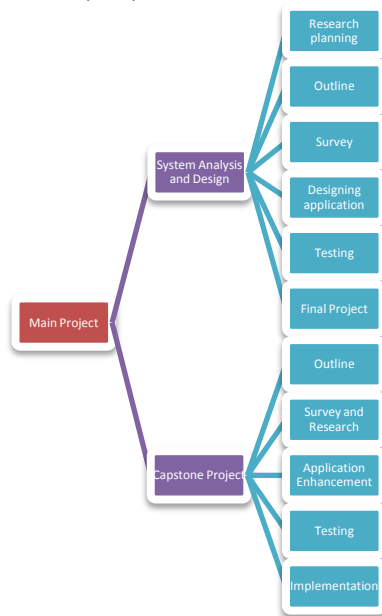 Research
planning
Outline
Survey
System Analysis
and Design
Designing
application
Testing
Final Project
Main Project
Outline
Survey and
Research
Capstone Project
Application
Enhancement
Testing
Implementation